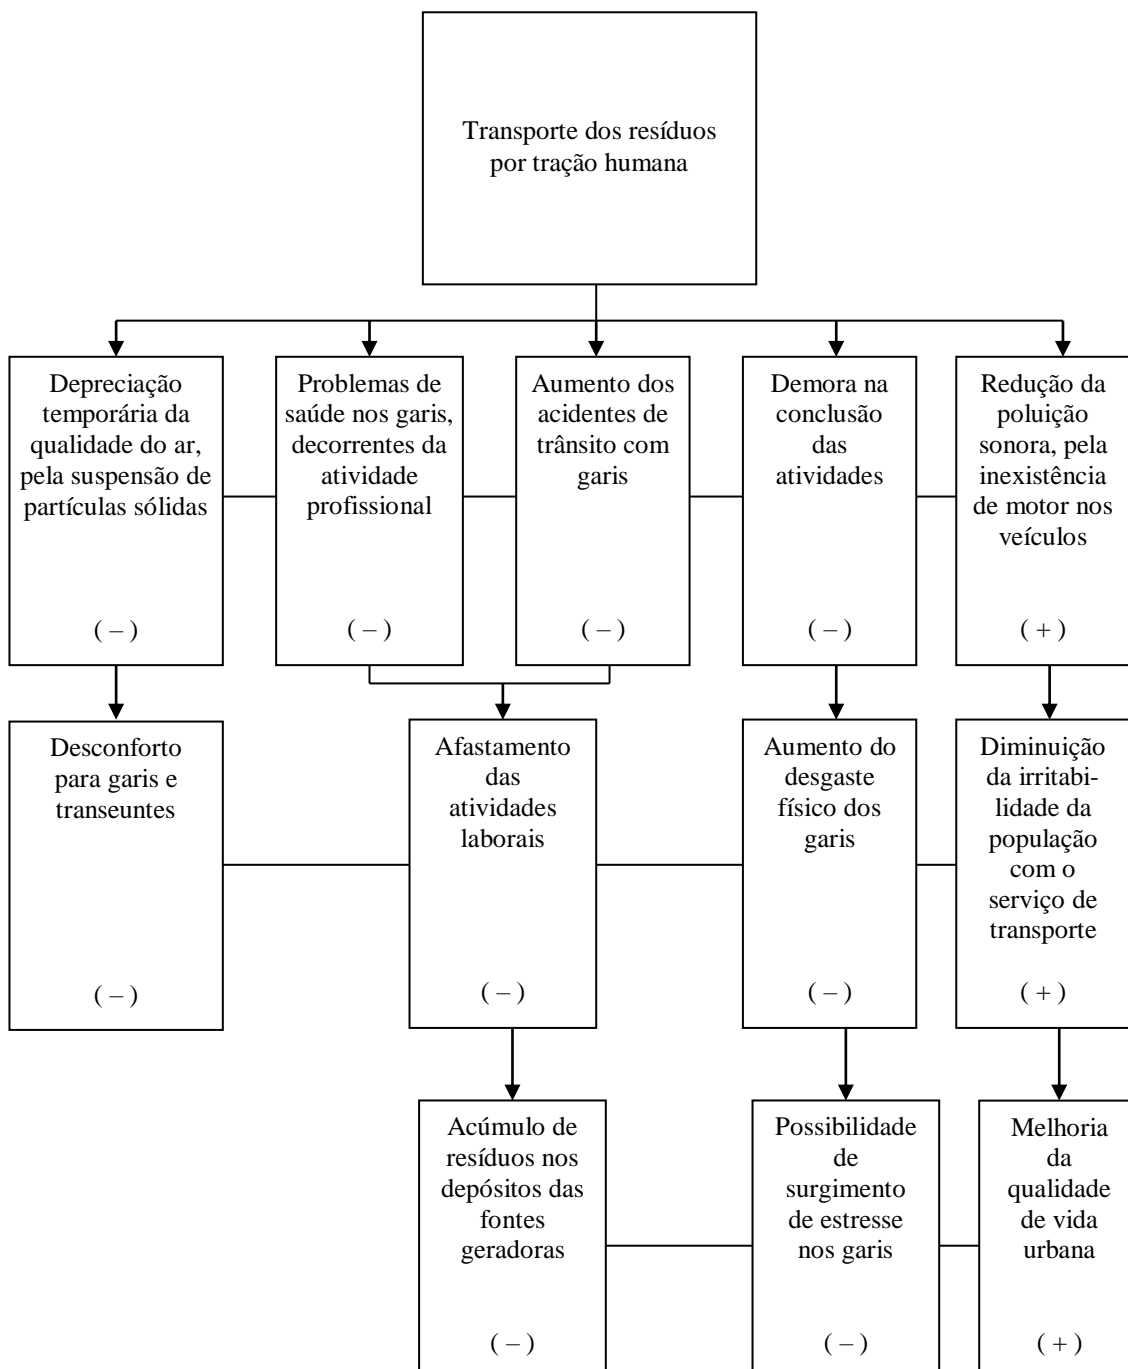 Transporte dos resíduos
por tração humana
Depreciação
temporária da
qualidade do ar,
pela suspensão de
partículas sólidas
( – )
Problemas de
saúde nos garis,
decorrentes da
atividade
profissional
( – )
Aumento dos
acidentes de
trânsito com
garis
( – )
Demora na
conclusão
das
atividades
( – )
Redução da
poluição
sonora, pela
inexistência
de motor nos
veículos
( + )
Desconforto
para garis e
transeuntes
( – )
Afastamento
das
atividades
laborais
( – )
Aumento do
desgaste
físico dos
garis
( – )
Diminuição
da irritabi-
lidade da
população
com o
serviço de
transporte
( + )
Acúmulo de
resíduos nos
depósitos das
fontes
geradoras
( – )
Possibilidade
de
surgimento
de estresse
nos garis
( – )
Melhoria
da
qualidade
de vida
urbana
( + )